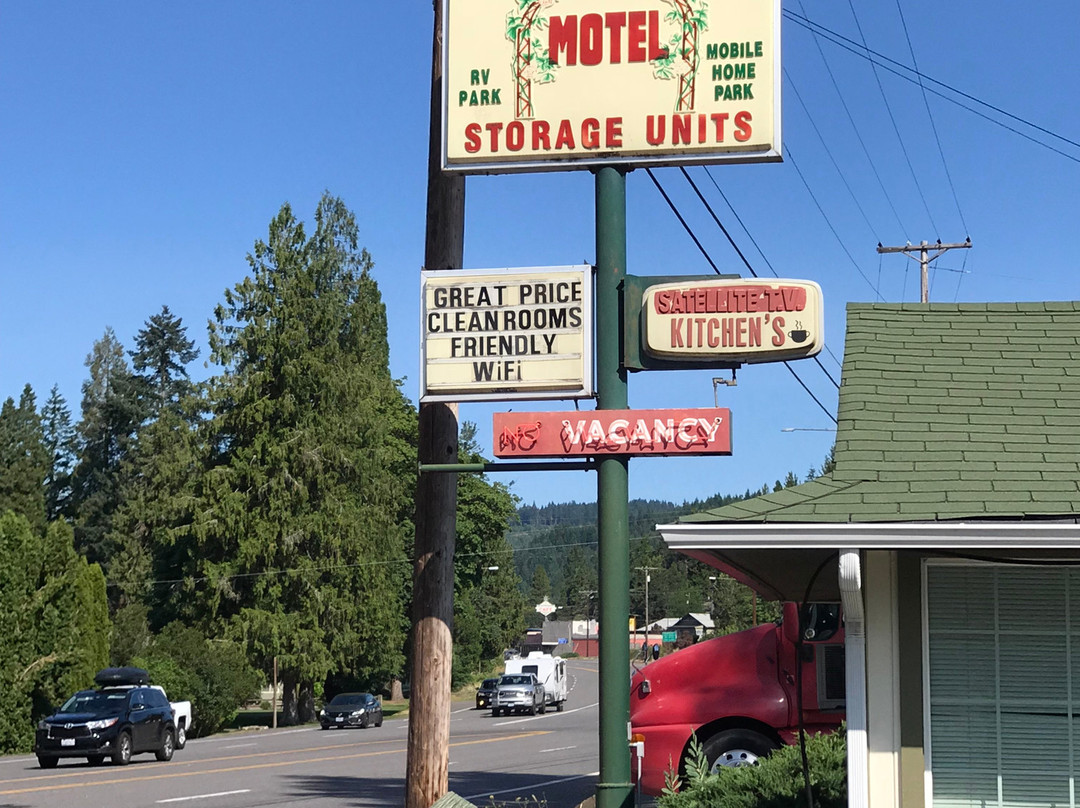 MOTEL
RV
PARK
MOBILE
HOME
PARK
STORAGE UNITS
GREAT PRICE
CLEAN ROOMS
FRIENDLY
WiFi
SATELLITE T.V.
KITCHEN'S
NO VACANCY